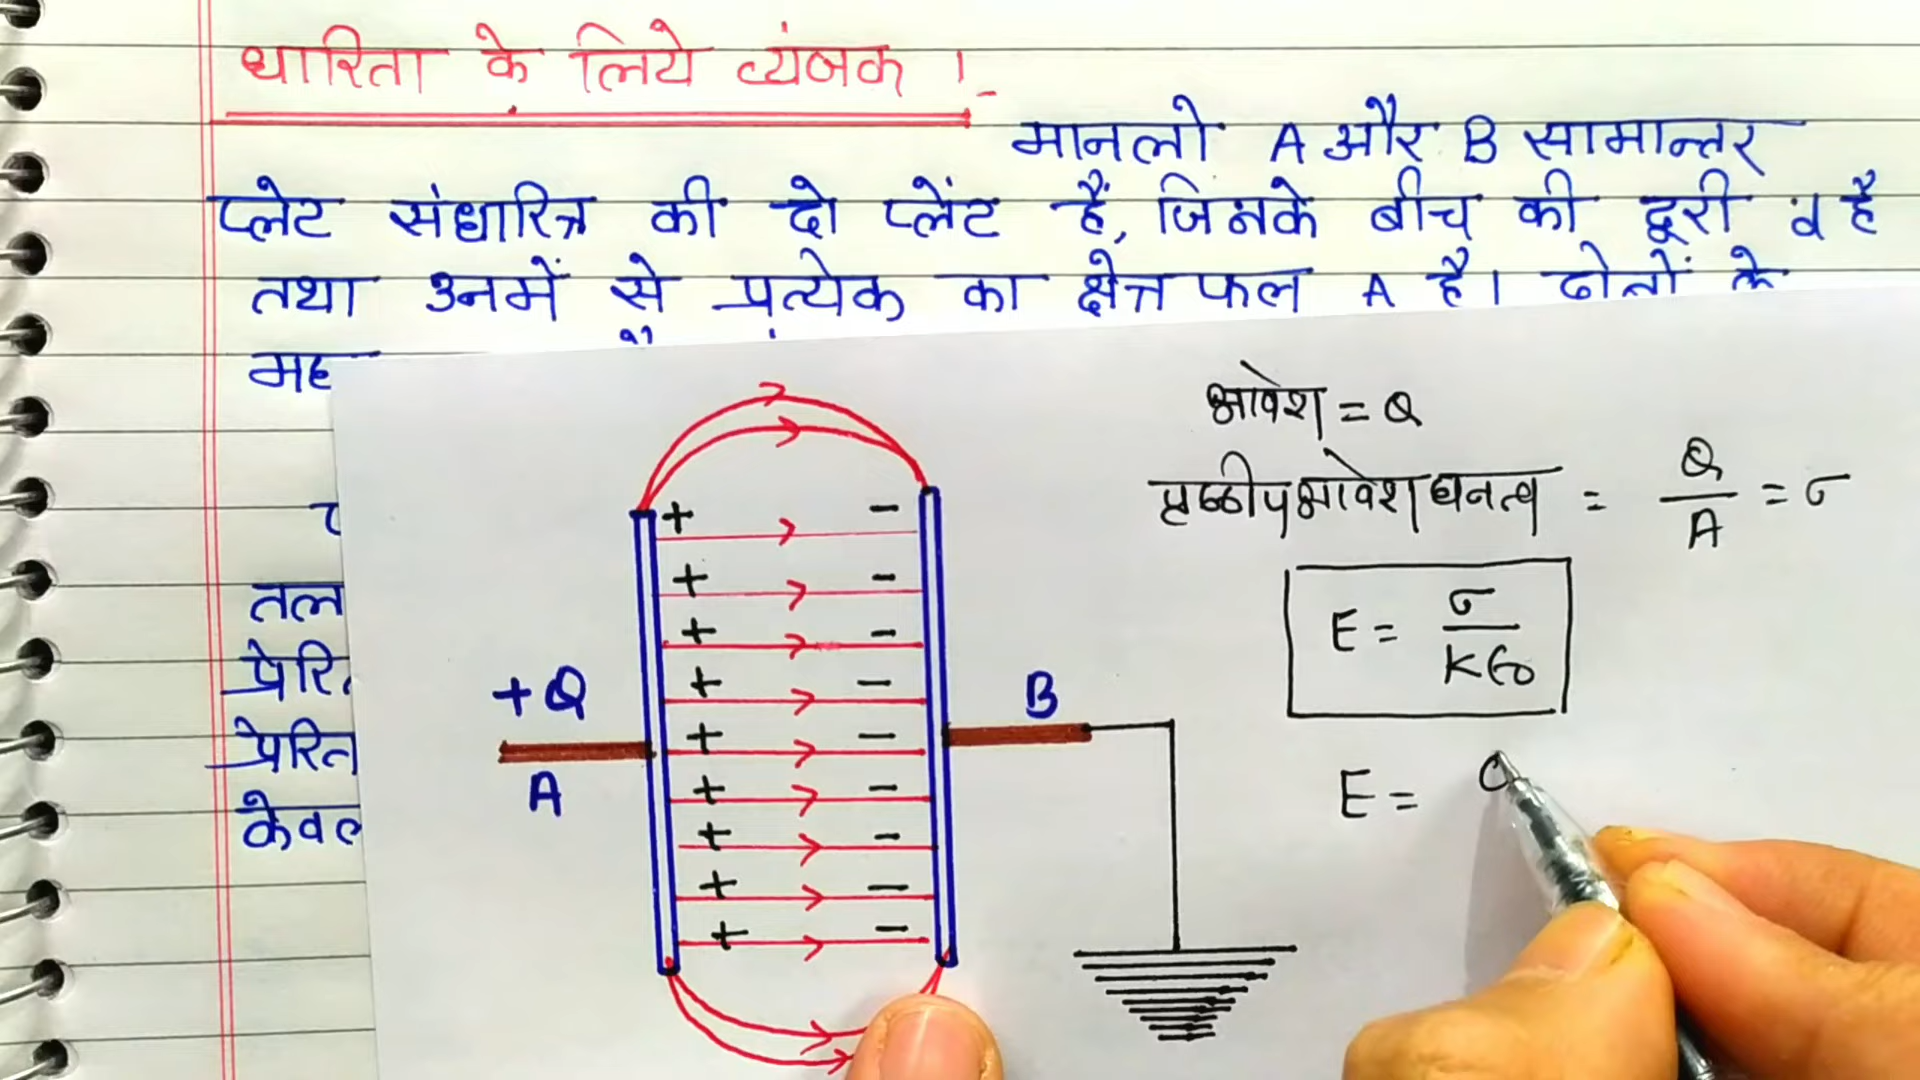 धारिता के लिये व्यंजक :-
मानलो A और B सामान्तर
प्लेट संधारित्र की दो प्लेंट हैं, जिनके बीच की दूरी d है
तथा उनमें से प्रत्येक का क्षेत्रफल A है। दोनों के
तल
प्रेरि
प्रेरित
केवल
आवेश = Q
पृष्ठीय आवेश घनत्व = Q/A = σ
E = σ/Kε₀
E =
+ -
+ -
+ -
+ -
+ -
+ -
+ -
+ -
+ -
+Q
A
B